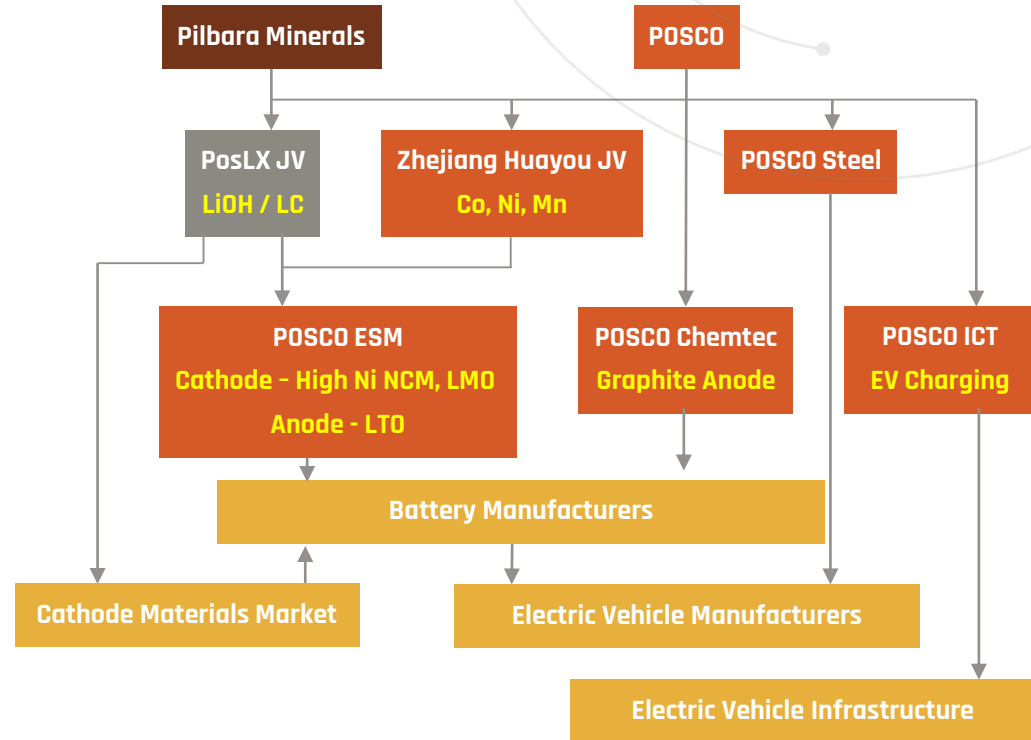 Pilbara Minerals
POSCO
PosLX JV
LiOH / LC
Zhejiang Huayou JV
Co, Ni, Mn
POSCO Steel
POSCO ESM
Cathode – High Ni NCM, LMO
Anode - LTO
POSCO Chemtec
Graphite Anode
POSCO ICT
EV Charging
Battery Manufacturers
Cathode Materials Market
Electric Vehicle Manufacturers
Electric Vehicle Infrastructure